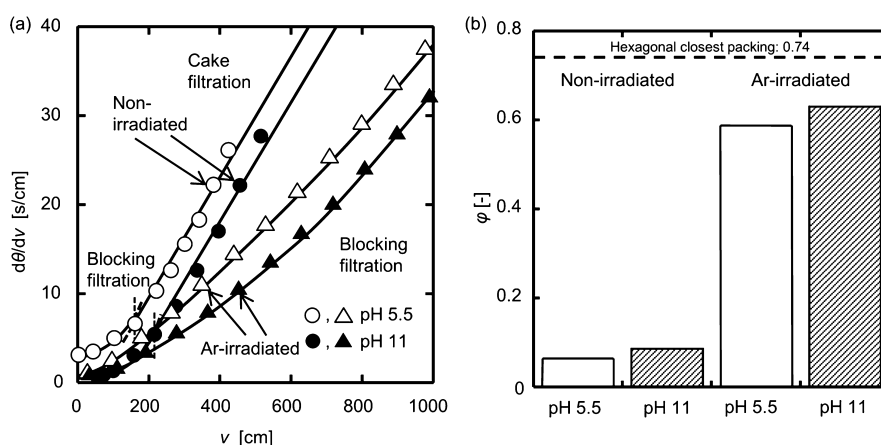 (a)
40
30
20
10
0
dθ/dv [s/cm]
0 200 400 600 800 1000
v [cm]
Cake
filtration
Non-
irradiated
Blocking
filtration
Blocking
filtration
, pH 5.5
, pH 11
Ar-irradiated
(b)
0.8
0.6
0.4
0.2
0
φ [-]
Hexagonal closest packing: 0.74
Non-irradiated Ar-irradiated
pH 5.5 pH 11 pH 5.5 pH 11